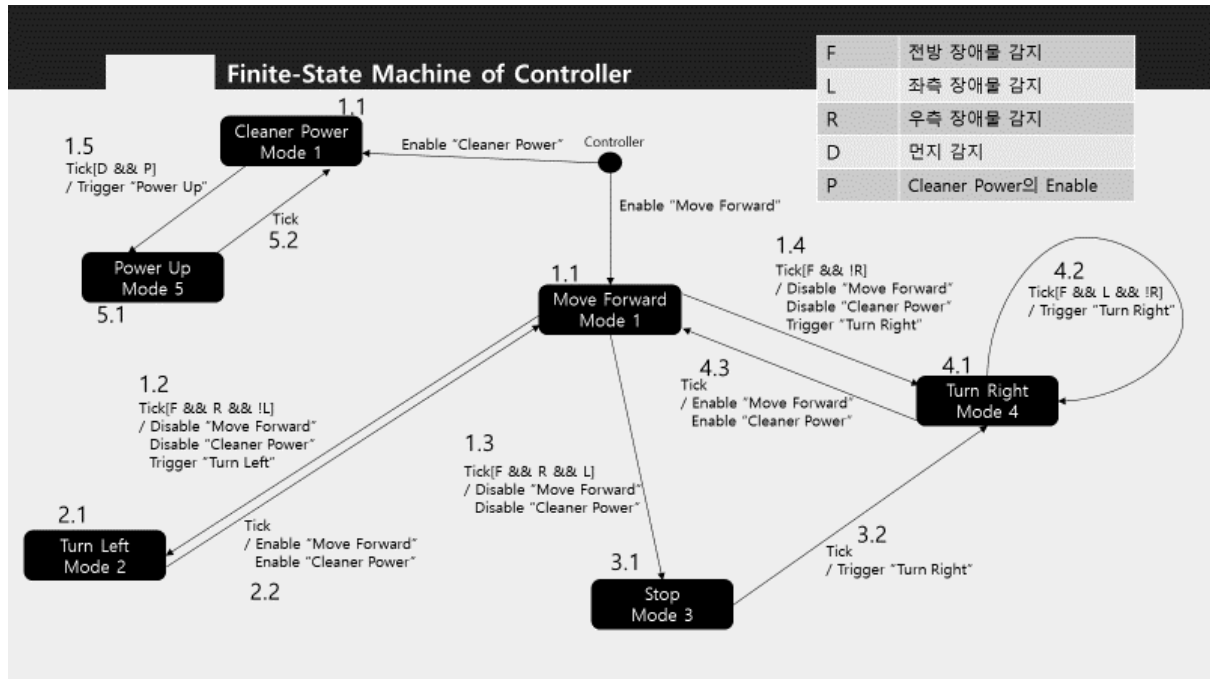 Finite-State Machine of Controller
F 전방 장애물 감지
L 좌측 장애물 감지
R 우측 장애물 감지
D 먼지 감지
P Cleaner Power의 Enable
1.1
Cleaner Power
Mode 1
Enable “Cleaner Power”
Controller
1.5
Tick[D && P]
/ Trigger “Power Up”
Tick
5.2
Enable “Move Forward”
Power Up
Mode 5
5.1
1.1
Move Forward
Mode 1
1.4
Tick[F && !R]
/ Disable “Move Forward”
Disable “Cleaner Power”
Trigger “Turn Right”
4.2
Tick[F && L && !R]
/ Trigger “Turn Right”
4.1
Turn Right
Mode 4
4.3
Tick
/ Enable “Move Forward”
Enable “Cleaner Power”
1.2
Tick[F && R && !L]
/ Disable “Move Forward”
Disable “Cleaner Power”
Trigger “Turn Left”
1.3
Tick[F && R && L]
/ Disable “Move Forward”
Disable “Cleaner Power”
2.1
Turn Left
Mode 2
Tick
/ Enable “Move Forward”
Enable “Cleaner Power”
2.2
3.2
Tick
/ Trigger “Turn Right”
3.1
Stop
Mode 3